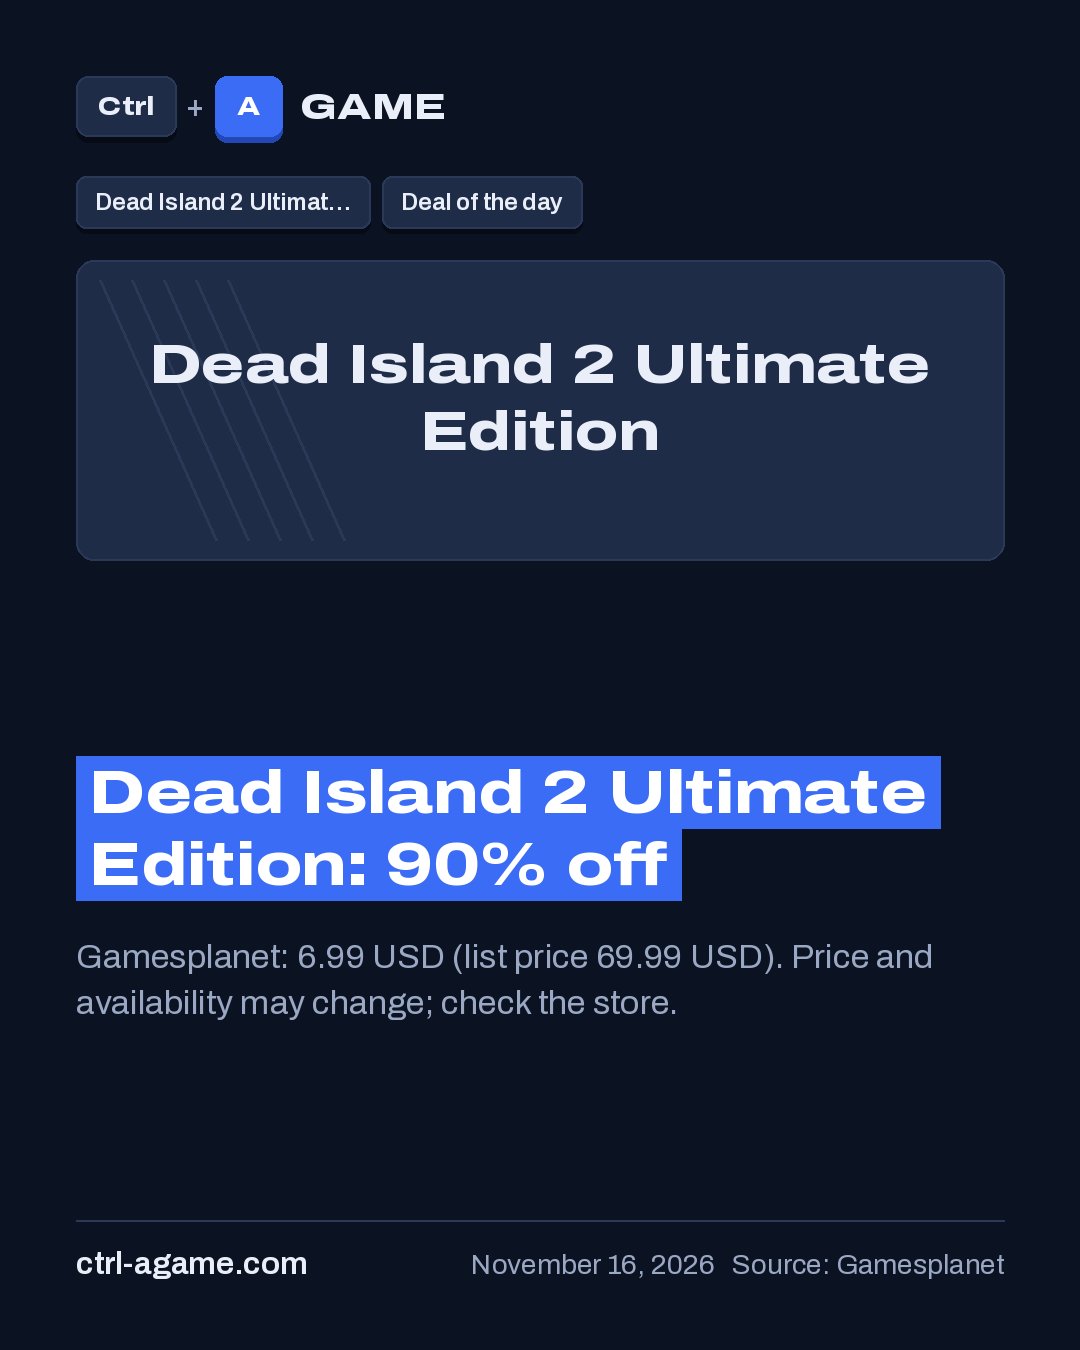 Ctrl + A GAME
Dead Island 2 Ultimat... Deal of the day
Dead Island 2 Ultimate
Edition
Dead Island 2 Ultimate
Edition: 90% off
Gamesplanet: 6.99 USD (list price 69.99 USD). Price and
availability may change; check the store.
ctrl-agame.com November 16, 2026 Source: Gamesplanet